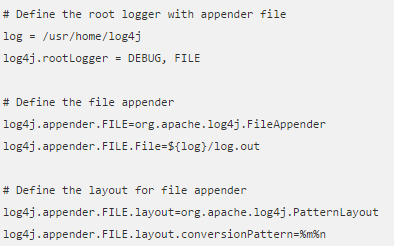 # Define the root logger with appender file
log = /usr/home/log4j
log4j.rootLogger = DEBUG, FILE
# Define the file appender
log4j.appender.FILE=org.apache.log4j.FileAppender
log4j.appender.FILE.File=${log}/log.out
# Define the layout for file appender
log4j.appender.FILE.layout=org.apache.log4j.PatternLayout
log4j.appender.FILE.layout.conversionPattern=%m%n